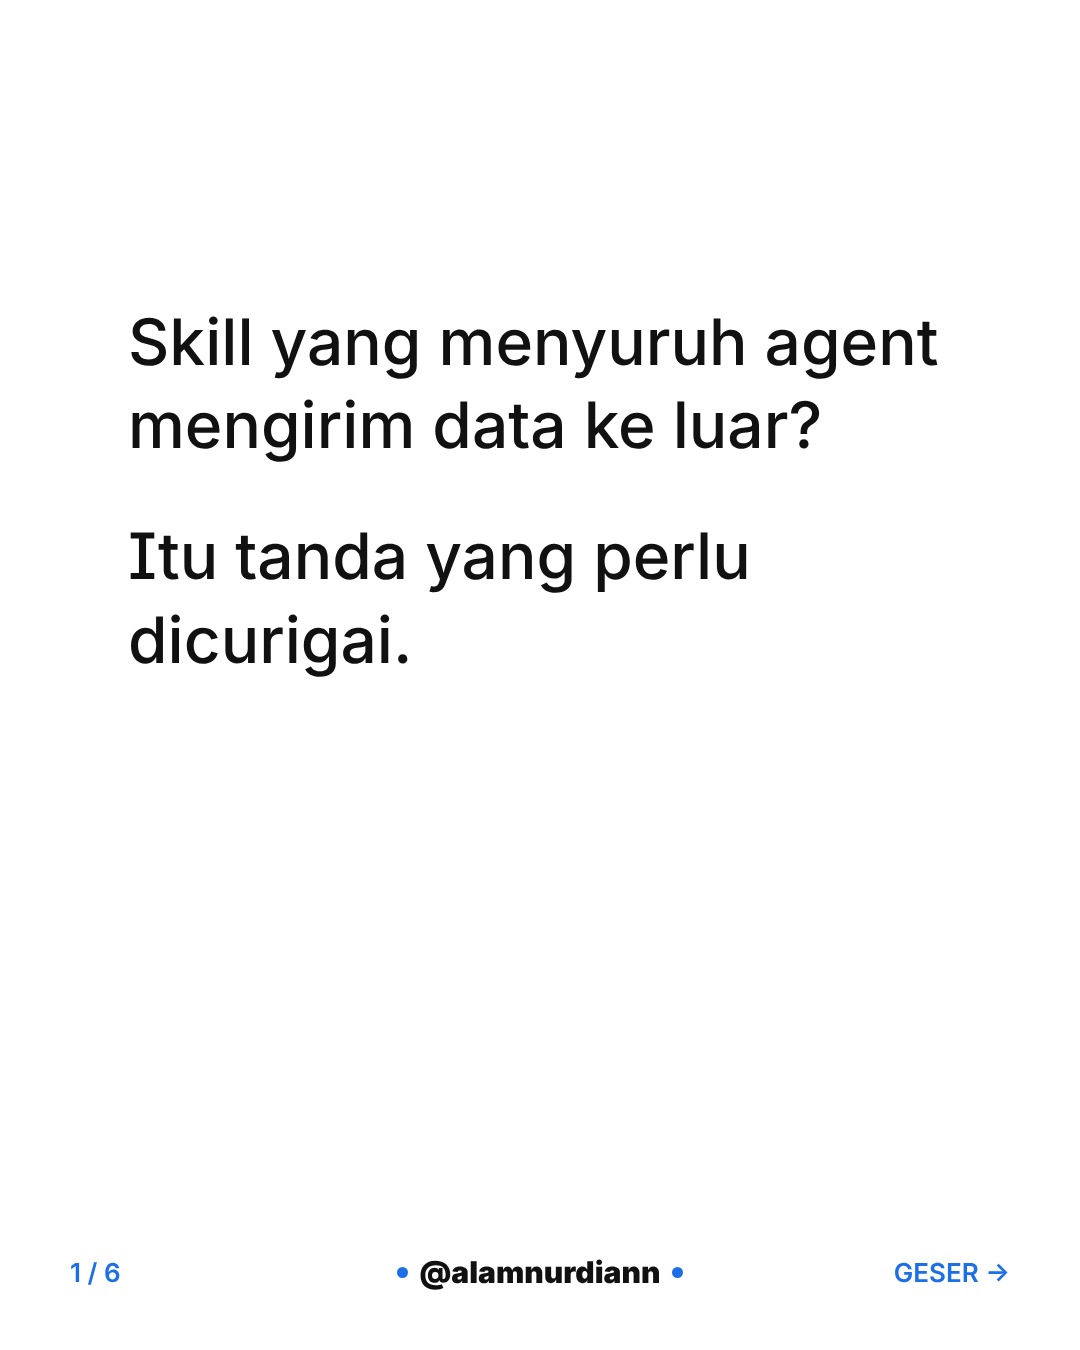 Skill yang menyuruh agent
mengirim data ke luar?
Itu tanda yang perlu
dicurigai.
1 / 6
• @alamnurdiann •
GESER →